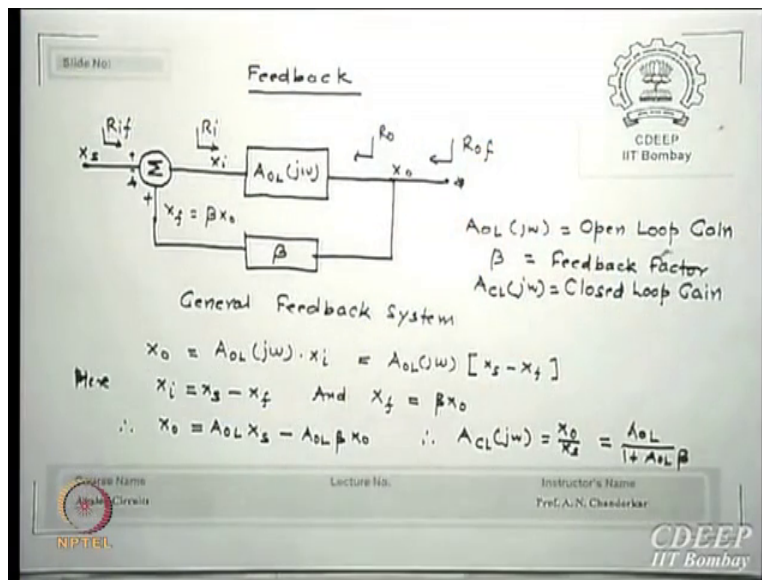 Slide No:
Feedback
CDEEP
IIT Bombay
Rif
Ri
Ro
Rof
xs
+
Σ
xi
AOL(jω)
xo
+
xf = βxo
β
AOL(jω) = Open Loop Gain
β = Feedback Factor
ACL(jω) = Closed Loop Gain
General Feedback System
xo = AOL(jω) · xi = AOL(jω) [xs - xf]
Here xi = xs - xf And xf = βxo
∴ xo = AOL xs - AOL β xo ∴ ACL(jω) = xo/xs = AOL/1 + AOL β
Course Name
Lecture No.
Instructor's Name
Analog Circuits
Prof. A. N. Chandorkar
NPTEL
CDEEP
IIT Bombay